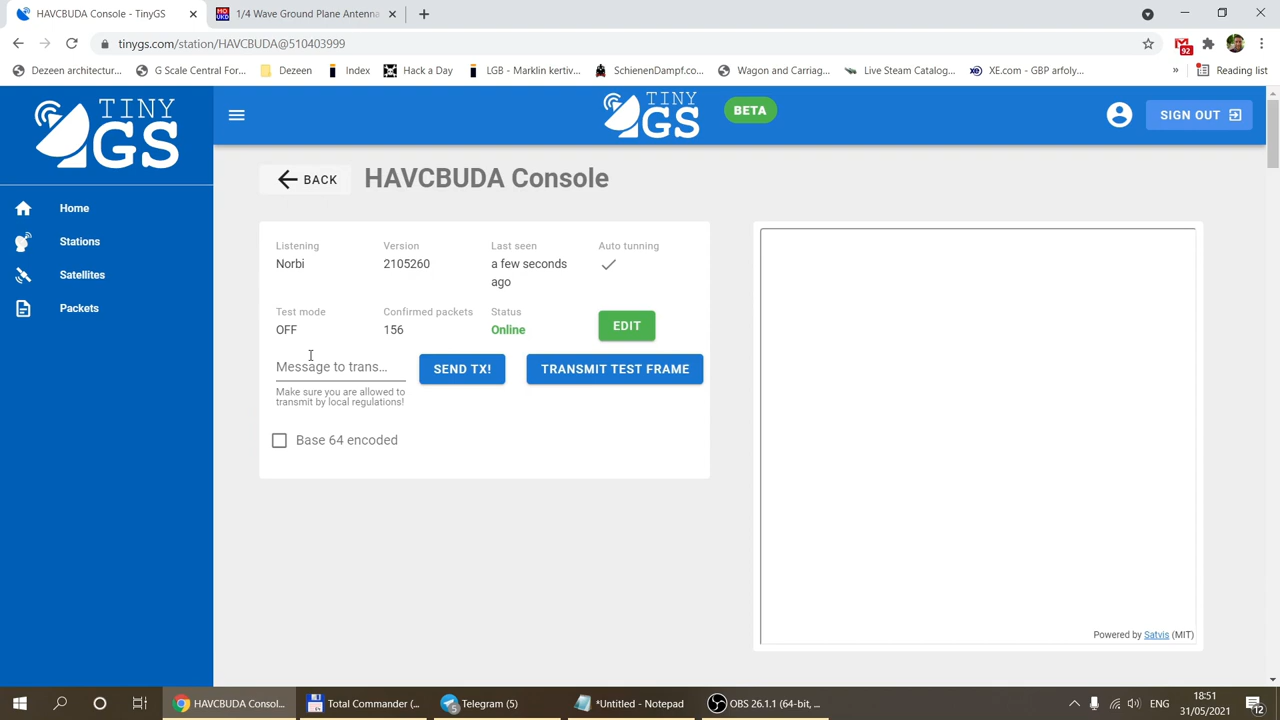 HAVCBUDA Console - TinyGS
1/4 Wave Ground Plane Antenna
tinygs.com/station/HAVCBUDA@510403999
92
Dezeen architectur...
G Scale Central For...
Dezeen
Index
Hack a Day
LGB - Marklin kertiv...
SchienenDampf.co...
Wagon and Carriag...
Live Steam Catalog...
XE.com - GBP arfoly...
»
Reading list
TINY GS
TINY GS
BETA
SIGN OUT
Home
Stations
Satellites
Packets
BACK
HAVCBUDA Console
Listening
Version
Last seen
Auto tunning
Norbi
2105260
a few seconds
ago
Test mode
Confirmed packets
Status
OFF
156
Online
EDIT
Message to trans...
SEND TX!
TRANSMIT TEST FRAME
Make sure you are allowed to
transmit by local regulations!
Base 64 encoded
Powered by Satvis (MIT)
HAVCBUDA Consol...
Total Commander (...
Telegram (5)
*Untitled - Notepad
OBS 26.1.1 (64-bit, ...
ENG
18:51
31/05/2021
12